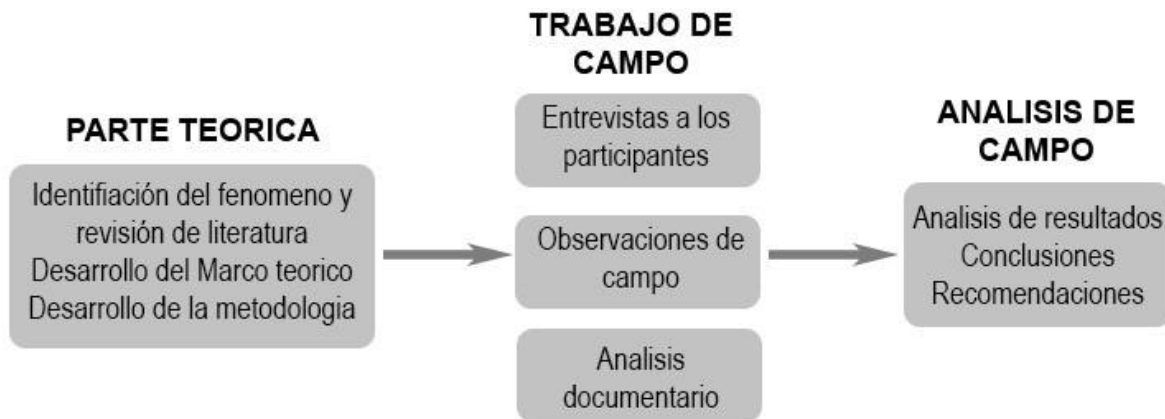 PARTE TEORICA
Identifiación del fenomeno y
revisión de literatura
Desarrollo del Marco teorico
Desarrollo de la metodologia
TRABAJO DE
CAMPO
Entrevistas a los
participantes
Observaciones de
campo
Analisis
documentario
ANALISIS DE
CAMPO
Analisis de resultados
Conclusiones
Recomendaciones